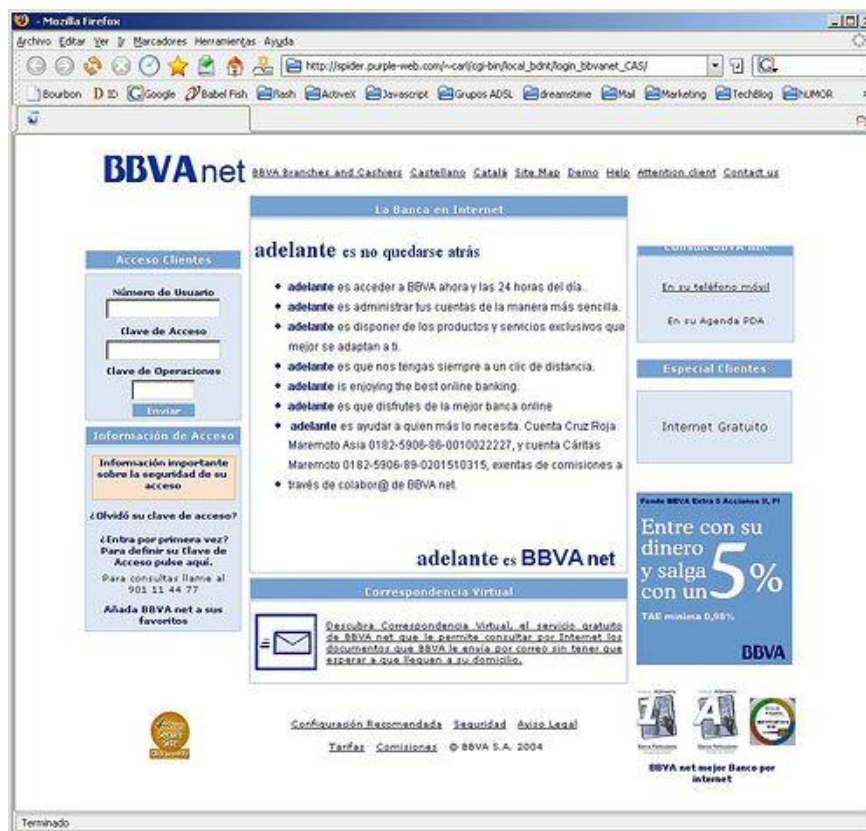 - Mozilla Firefox
Archivo Editar Ver Ir Marcadores Herramientas Ayuda
http://spider.purple-web.com/~carl/cgi-bin/local_bdnt/login_bbvanet_CAS/
Bourbon ID Google Babel Fish Flash ActiveX Javascript Grupos ADSL dreamstime Mail Marketing TechBlog hUMOR
BBVA net
BBVA Branches and Cashiers Castellano Català Site Map Demo Help Attention client Contact us
La Banca en Internet
Acceso Clientes
Número de Usuario
Clave de Acceso
Clave de Operaciones
Enviar
Información de Acceso
Información importante
sobre la seguridad de su
acceso
¿Olvidó su clave de acceso?
¿Entra por primera vez?
Para definir su Clave de
Acceso pulse aquí.
Para consultas llame al
901 11 44 77
Añada BBVA net a sus
favoritos
adelante es no quedarse atrás
adelante es acceder a BBVA ahora y las 24 horas del día.
adelante es administrar tus cuentas de la manera más sencilla.
adelante es disponer de los productos y servicios exclusivos que
mejor se adaptan a ti.
adelante es que nos tengas siempre a un clic de distancia.
adelante is enjoying the best online banking.
adelante es que disfrutes de la mejor banca online
adelante es ayudar a quien más lo necesita. Cuenta Cruz Roja
Maremoto Asia 0182-5906-86-0010022227, y cuenta Cáritas
Maremoto 0182-5906-89-0201510315, exentas de comisiones a
través de colabor@ de BBVA net.
adelante es BBVA net
Correspondencia Virtual
Descubra Correspondencia Virtual, el servicio gratuito
de BBVA net que le permite consultar por Internet los
documentos que BBVA le envía por correo sin tener que
esperar a que lleguen a su domicilio.
Consult BBVA net
En su teléfono móvil
En su Agenda PDA
Especial Clientes
Internet Gratuito
Fondo BBVA Extra 5 Acciones II, FI
Entre con su
dinero
y salga
con un 5%
TAE mínima 0,98%
BBVA
Configuración Recomendada Seguridad Aviso Legal
Tarifas Comisiones © BBVA S.A. 2004
BBVA net mejor Banco por
internet
Terminado